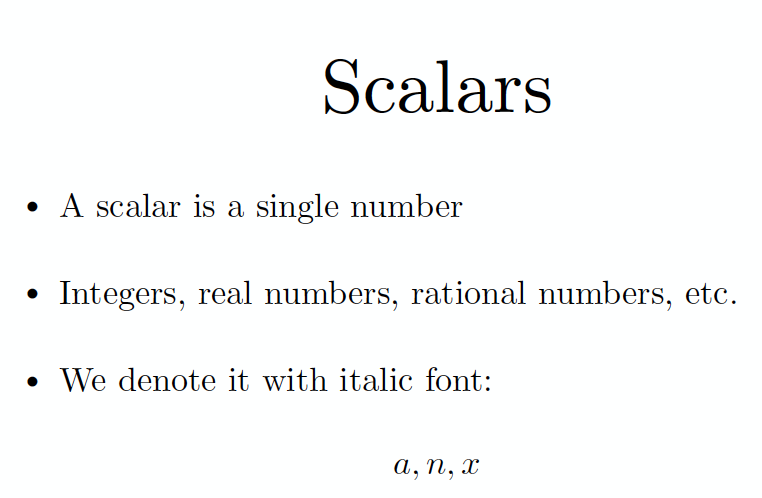 Scalars
• A scalar is a single number
• Integers, real numbers, rational numbers, etc.
• We denote it with italic font:
a, n, x